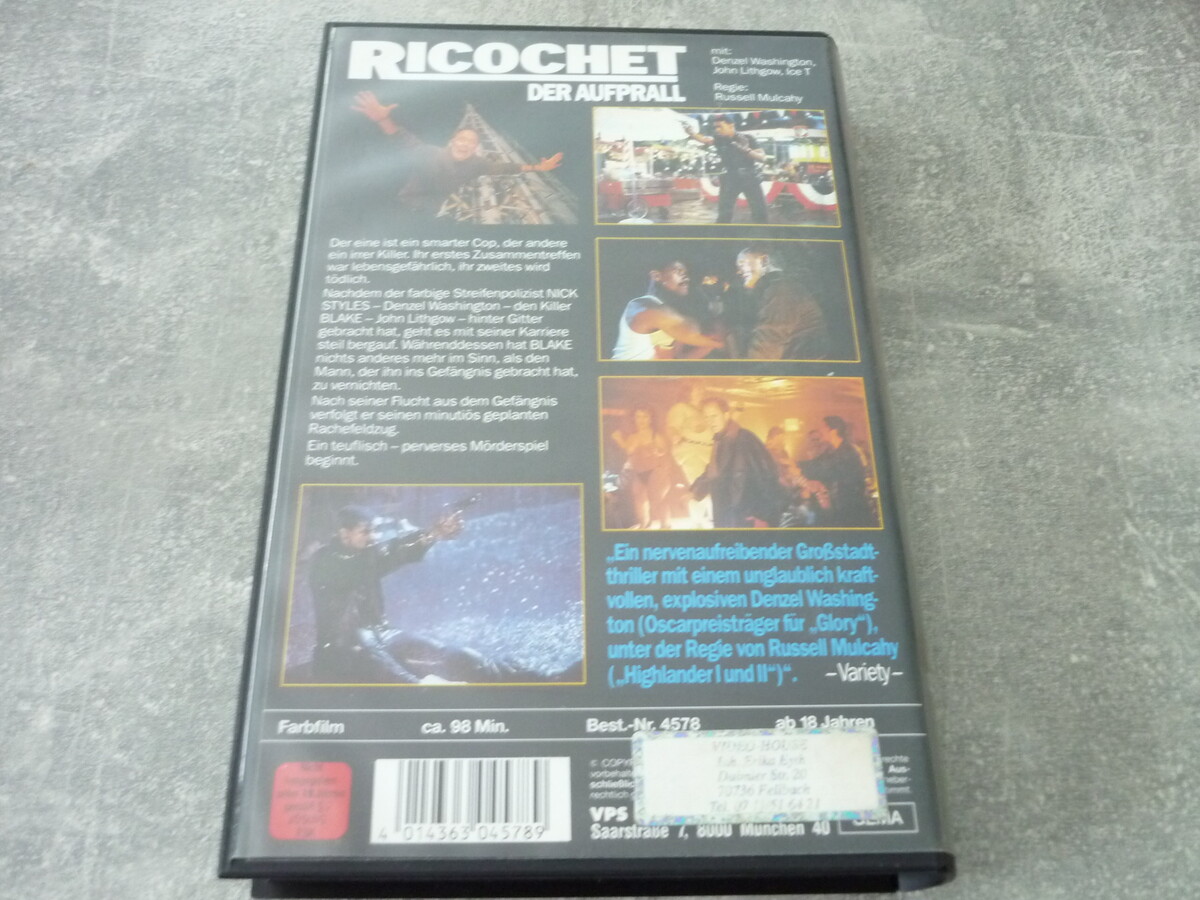 RICOCHET
DER AUFPRALL
mit:
Denzel Washington,
John Lithgow, Ice T
Regie:
Russell Mulcahy
Der eine ist ein smarter Cop, der andere
ein irrer Killer. Ihr erstes Zusammentreffen
war lebensgefährlich, ihr zweites wird
tödlich.
Nachdem der farbige Streifenpolizist NICK
STYLES – Denzel Washington – den Killer
BLAKE – John Lithgow – hinter Gitter
gebracht hat, geht es mit seiner Karriere
steil bergauf. Währenddessen hat BLAKE
nichts anderes mehr im Sinn, als den
Mann, der ihn ins Gefängnis gebracht hat,
zu vernichten.
Nach seiner Flucht aus dem Gefängnis
verfolgt er seinen minutiös geplanten
Rachefeldzug.
Ein teuflisch – perverses Mörderspiel
beginnt.
„Ein nervenaufreibender Großstadt-
thriller mit einem unglaublich kraft-
vollen, explosiven Denzel Washing-
ton (Oscarpreisträger für „Glory“),
unter der Regie von Russell Mulcahy
(„Highlander I und II“)“. –Variety–
Farbfilm ca. 98 Min. Best.-Nr. 4578 ab 18 Jahren
4 014363 045789
VIDEO HOUSE
Daimler Str. 20
70736 Fellbach
VPS
Saarstraße 7, 8000 München 40
GEMA